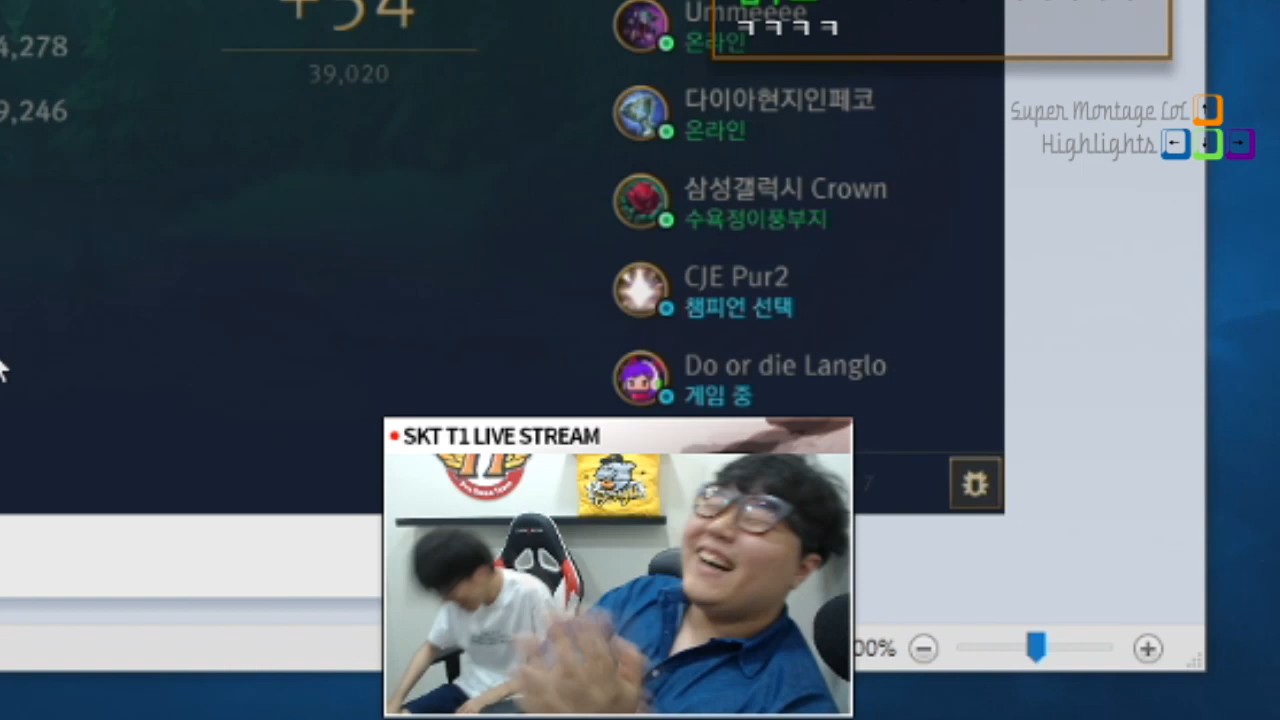 +54
4,278
39,020
9,246
Ummeeee
온라인
ㅋㅋㅋㅋ
다이아현지인페코
온라인
삼성갤럭시 Crown
수육정이풍부지
CJE Pur2
챔피언 선택
Do or die Langlo
게임 중
Super Montage LoL
Highlights
SKT T1 LIVE STREAM
00%